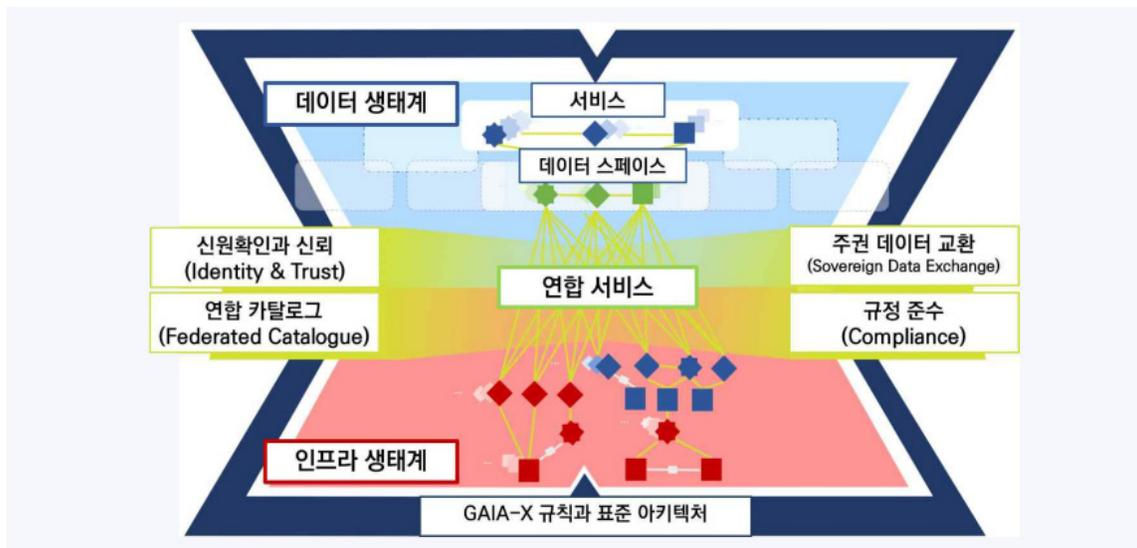 데이터 생태계
서비스
데이터 스페이스
신원확인과 신뢰
(Identity & Trust)
주권 데이터 교환
(Sovereign Data Exchange)
연합 서비스
연합 카탈로그
(Federated Catalogue)
규정 준수
(Compliance)
인프라 생태계
GAIA-X 규칙과 표준 아키텍처